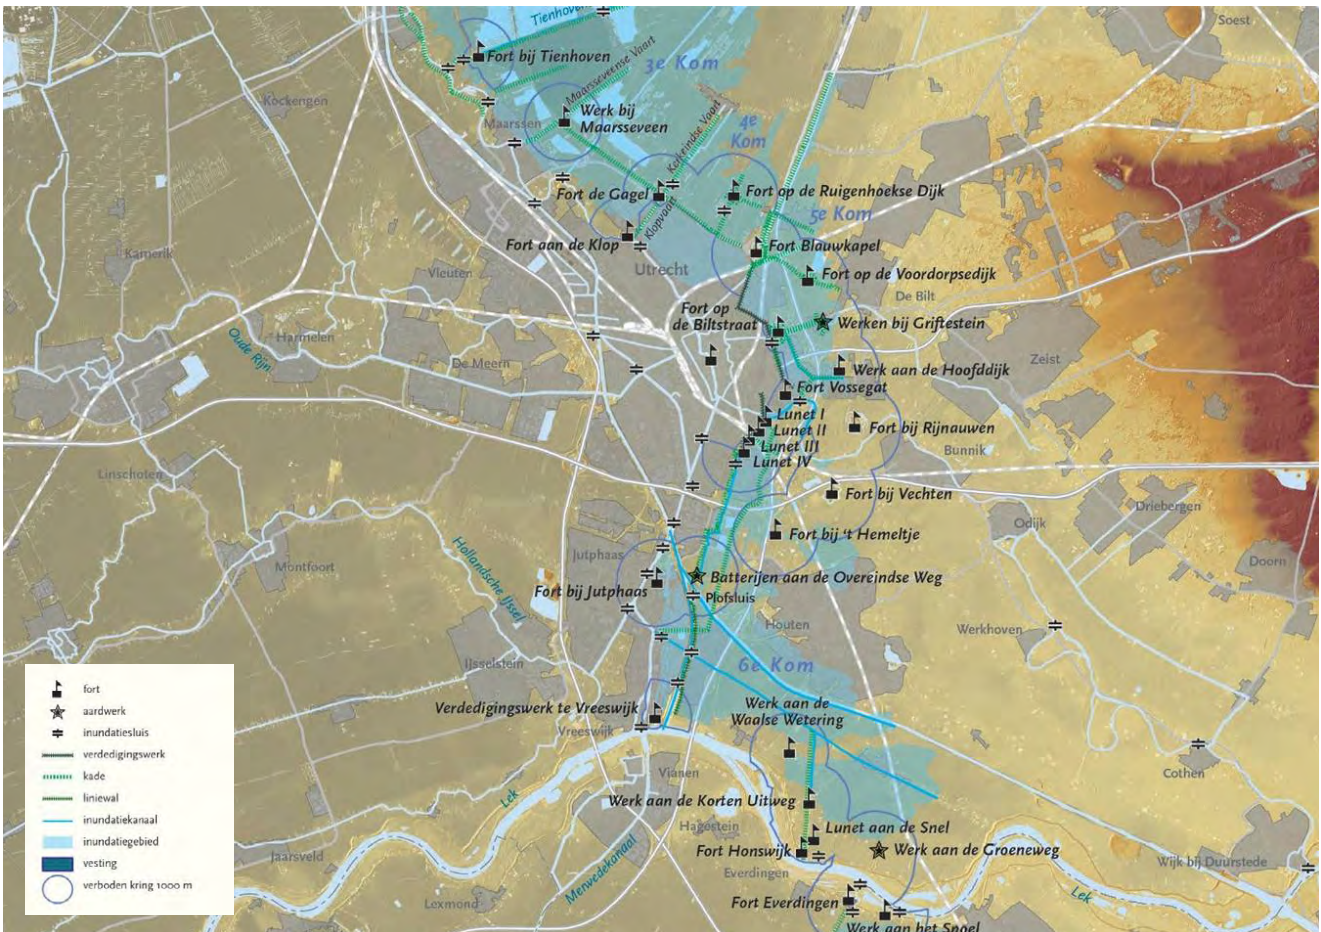 Tienhoven
Soest
Fort bij Tienhoven
3e Kom
Maarsseveense Vaart
Kockengen
Maarssen
Werk bij
Maarsseveen
4e
Kom
Fort de Gagel
Fort op de Ruigenhoekse Dijk
5e Kom
Klopvaart
Fort aan de Klop
Fort Blauwkapel
Kamerik
Vleuten
Utrecht
Fort op de Voordorpsedijk
De Bilt
Fort op
de Biltstraat
Werken bij Griftestein
Oude Rijn
Harmelen
De Meern
Zeist
Werk aan de Hoofddijk
Fort Vossegat
Lunet I
Lunet II
Lunet III
Lunet IV
Fort bij Rijnauwen
Bunnik
Linschoten
Fort bij Vechten
Driebergen
Odijk
Fort bij 't Hemeltje
Hollandsche IJssel
Jutphaas
Montfoort
Doorn
Batterijen aan de Overeindse Weg
Fort bij Jutphaas
Plofsluis
Houten
Werkhoven
IJsselstein
6e Kom
Verdedigingswerk te Vreeswijk
Werk aan de
Waalse Wetering
Vreeswijk
Vianen
Cothen
Lek
Werk aan de Korten Uitweg
Hagestein
Lunet aan de Snel
Fort Honswijk
Werk aan de Groeneweg
Jaarsveld
Merwedekanaal
Everdingen
Wijk bij Duurstede
Lek
Lexmond
Fort Everdingen
Werk aan het Spoel
fort
aardwerk
inundatiesluis
verdedigingswerk
kade
liniewal
inundatiekanaal
inundatiegebied
vesting
verboden kring 1000 m